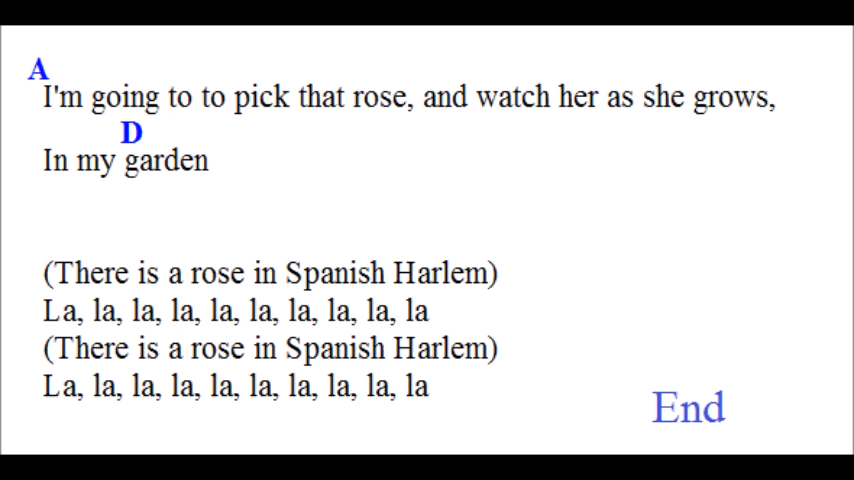 A
I'm going to to pick that rose, and watch her as she grows,
D
In my garden
(There is a rose in Spanish Harlem)
La, la, la, la, la, la, la, la, la, la
(There is a rose in Spanish Harlem)
La, la, la, la, la, la, la, la, la, la
End